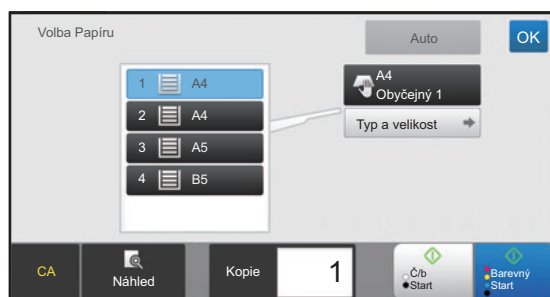 Volba Papíru
Auto
OK
1 A4
2 A4
3 A5
4 B5
A4
Obyčejný 1
Typ a velikost
CA
Náhled
Kopie
1
Č/b
Start
Barevný
Start